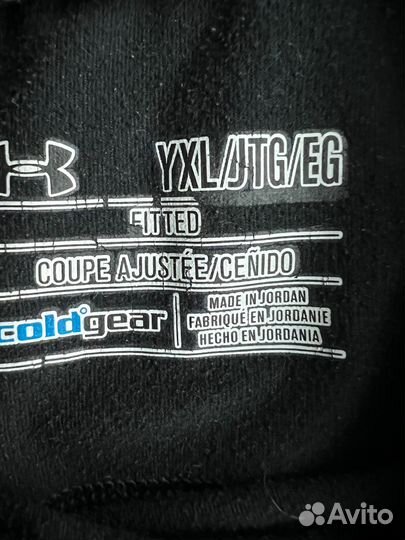 YXL/JTG/EG
FITTED
COUPE AJUSTÉE/CEÑIDO
coldgear
MADE IN JORDAN
FABRIQUÉ EN JORDANIE
HECHO EN JORDANIA
Avito